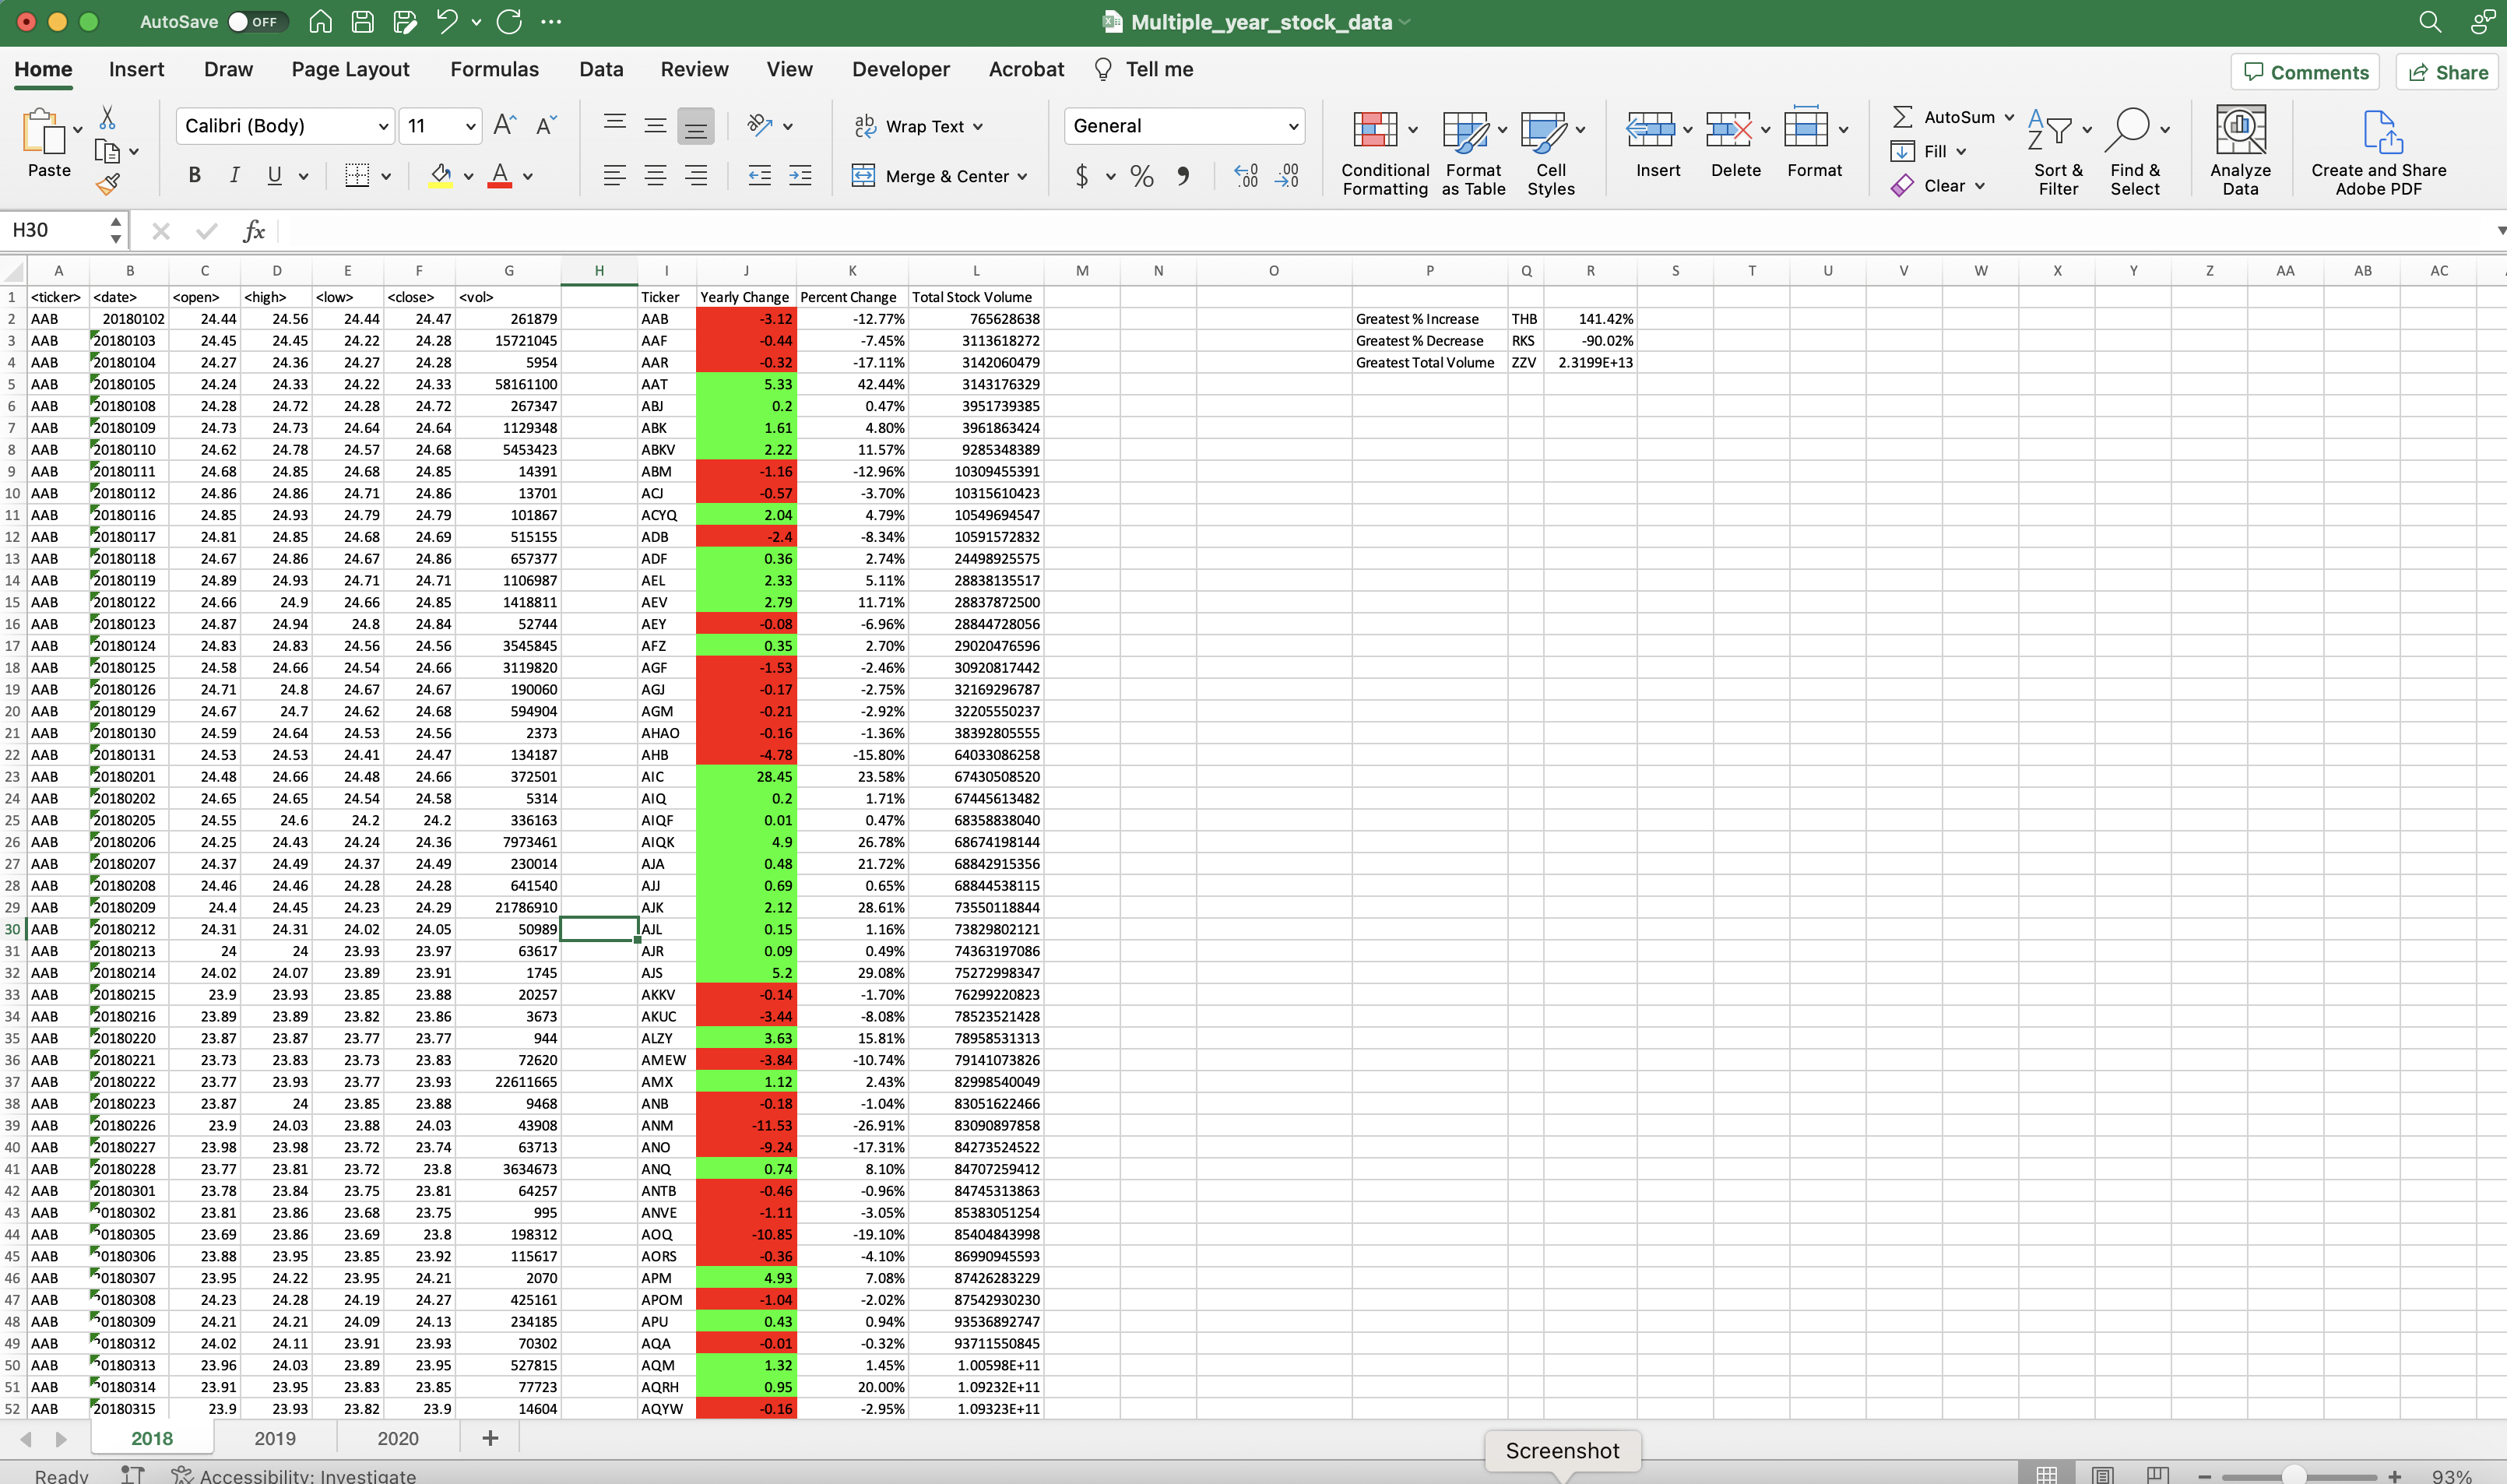 AutoSave OFF Multiple_year_stock_data
Home Insert Draw Page Layout Formulas Data Review View Developer Acrobat Tell me Comments Share
Paste Calibri (Body) 11 Wrap Text General Conditional Formatting Format as Table Cell Styles Insert Delete Format AutoSum Fill Clear Sort & Filter Find & Select Analyze Data Create and Share Adobe PDF
B I U A Merge & Center $ %
H30 fx
A B C D E F G H I J K L M N O P Q R S T U V W X Y Z AA AB AC
1 <ticker> <date> <open> <high> <low> <close> <vol> Ticker Yearly Change Percent Change Total Stock Volume
2 AAB 20180102 24.44 24.56 24.44 24.47 261879 AAB -3.12 -12.77% 765628638 Greatest % Increase THB 141.42%
3 AAB 20180103 24.45 24.45 24.22 24.28 15721045 AAF -0.44 -7.45% 3113618272 Greatest % Decrease RKS -90.02%
4 AAB 20180104 24.27 24.36 24.27 24.28 5954 AAR -0.32 -17.11% 3142060479 Greatest Total Volume ZZV 2.3199E+13
5 AAB 20180105 24.24 24.33 24.22 24.33 58161100 AAT 5.33 42.44% 3143176329
6 AAB 20180108 24.28 24.72 24.28 24.72 267347 ABJ 0.2 0.47% 3951739385
7 AAB 20180109 24.73 24.73 24.64 24.64 1129348 ABK 1.61 4.80% 3961863424
8 AAB 20180110 24.62 24.78 24.57 24.68 5453423 ABKV 2.22 11.57% 9285348389
9 AAB 20180111 24.68 24.85 24.68 24.85 14391 ABM -1.16 -12.96% 10309455391
10 AAB 20180112 24.86 24.86 24.71 24.86 13701 ACJ -0.57 -3.70% 10315610423
11 AAB 20180116 24.85 24.93 24.79 24.79 101867 ACYQ 2.04 4.79% 10549694547
12 AAB 20180117 24.81 24.85 24.68 24.69 515155 ADB -2.4 -8.34% 10591572832
13 AAB 20180118 24.67 24.86 24.67 24.86 657377 ADF 0.36 2.74% 24498925575
14 AAB 20180119 24.89 24.93 24.71 24.71 1106987 AEL 2.33 5.11% 28838135517
15 AAB 20180122 24.66 24.9 24.66 24.85 1418811 AEV 2.79 11.71% 28837872500
16 AAB 20180123 24.87 24.94 24.8 24.84 52744 AEY -0.08 -6.96% 28844728056
17 AAB 20180124 24.83 24.83 24.56 24.56 3545845 AFZ 0.35 2.70% 29020476596
18 AAB 20180125 24.58 24.66 24.54 24.66 3119820 AGF -1.53 -2.46% 30920817442
19 AAB 20180126 24.71 24.8 24.67 24.67 190060 AGJ -0.17 -2.75% 32169296787
20 AAB 20180129 24.67 24.7 24.62 24.68 594904 AGM -0.21 -2.92% 32205550237
21 AAB 20180130 24.59 24.64 24.53 24.56 2373 AHAO -0.16 -1.36% 38392805555
22 AAB 20180131 24.53 24.53 24.41 24.47 134187 AHB -4.78 -15.80% 64033086258
23 AAB 20180201 24.48 24.66 24.48 24.66 372501 AIC 28.45 23.58% 67430508520
24 AAB 20180202 24.65 24.65 24.54 24.58 5314 AIQ 0.2 1.71% 67445613482
25 AAB 20180205 24.55 24.6 24.2 24.2 336163 AIQF 0.01 0.47% 68358838040
26 AAB 20180206 24.25 24.43 24.24 24.36 7973461 AIQK 4.9 26.78% 68674198144
27 AAB 20180207 24.37 24.49 24.37 24.49 230014 AJA 0.48 21.72% 68842915356
28 AAB 20180208 24.46 24.46 24.28 24.28 641540 AJJ 0.69 0.65% 68844538115
29 AAB 20180209 24.4 24.45 24.23 24.29 21786910 AJK 2.12 28.61% 73550118844
30 AAB 20180212 24.31 24.31 24.02 24.05 50989 AJL 0.15 1.16% 73829802121
31 AAB 20180213 24 24 23.93 23.97 63617 AJR 0.09 0.49% 74363197086
32 AAB 20180214 24.02 24.07 23.89 23.91 1745 AJS 5.2 29.08% 75272998347
33 AAB 20180215 23.9 23.93 23.85 23.88 20257 AKKV -0.14 -1.70% 76299220823
34 AAB 20180216 23.89 23.89 23.82 23.86 3673 AKUC -3.44 -8.08% 78523521428
35 AAB 20180220 23.87 23.87 23.77 23.77 944 ALZY 3.63 15.81% 78958531313
36 AAB 20180221 23.73 23.83 23.73 23.83 72620 AMEW -3.84 -10.74% 79141073826
37 AAB 20180222 23.77 23.93 23.77 23.93 22611665 AMX 1.12 2.43% 82998540049
38 AAB 20180223 23.87 24 23.85 23.88 9468 ANB -0.18 -1.04% 83051622466
39 AAB 20180226 23.9 24.03 23.88 24.03 43908 ANM -11.53 -26.91% 83090897858
40 AAB 20180227 23.98 23.98 23.72 23.74 63713 ANO -9.24 -17.31% 84273524522
41 AAB 20180228 23.77 23.81 23.72 23.8 3634673 ANQ 0.74 8.10% 84707259412
42 AAB 20180301 23.78 23.84 23.75 23.81 64257 ANTB -0.46 -0.96% 84745313863
43 AAB 20180302 23.81 23.86 23.68 23.75 995 ANVE -1.11 -3.05% 85383051254
44 AAB 20180305 23.69 23.86 23.69 23.8 198312 AOQ -10.85 -19.10% 85404843998
45 AAB 20180306 23.88 23.95 23.85 23.92 115617 AORS -0.36 -4.10% 86990945593
46 AAB 20180307 23.95 24.22 23.95 24.21 2070 APM 4.93 7.08% 87426283229
47 AAB 20180308 24.23 24.28 24.19 24.27 425161 APOM -1.04 -2.02% 87542930230
48 AAB 20180309 24.21 24.21 24.09 24.13 234185 APU 0.43 0.94% 93536892747
49 AAB 20180312 24.02 24.11 23.91 23.93 70302 AQA -0.01 -0.32% 93711550845
50 AAB 20180313 23.96 24.03 23.89 23.95 527815 AQM 1.32 1.45% 1.00598E+11
51 AAB 20180314 23.91 23.95 23.83 23.85 77723 AQRH 0.95 20.00% 1.09232E+11
52 AAB 20180315 23.9 23.93 23.82 23.9 14604 AQYW -0.16 -2.95% 1.09323E+11
2018 2019 2020 +
Screenshot
Ready Accessibility: Investigate 93%